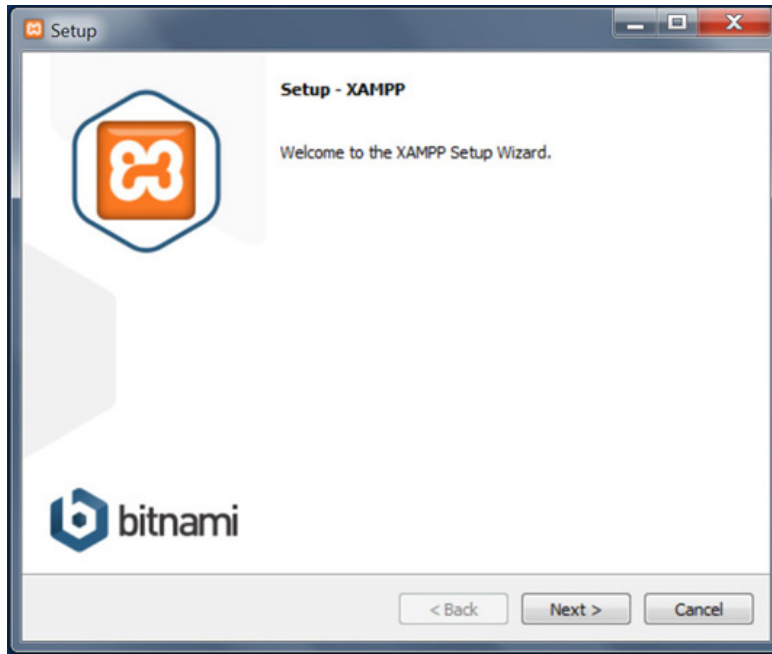 Setup
Setup - XAMPP
Welcome to the XAMPP Setup Wizard.
bitnami
< Back
Next >
Cancel